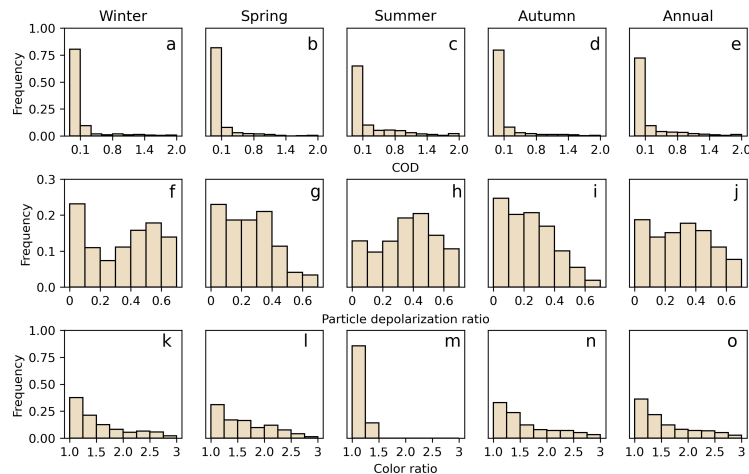 Winter Spring Summer Autumn Annual
Frequency
1.00
0.75
0.50
0.25
0.00
a b c d e
0.1 0.8 1.4 2.0 0.1 0.8 1.4 2.0 0.1 0.8 1.4 2.0 0.1 0.8 1.4 2.0 0.1 0.8 1.4 2.0
COD
Frequency
0.3
0.2
0.1
0.0
f g h i j
0 0.2 0.4 0.6 0 0.2 0.4 0.6 0 0.2 0.4 0.6 0 0.2 0.4 0.6 0 0.2 0.4 0.6
Particle depolarization ratio
Frequency
1.00
0.75
0.50
0.25
0.00
k l m n o
1.0 1.5 2.0 2.5 3 1.0 1.5 2.0 2.5 3 1.0 1.5 2.0 2.5 3 1.0 1.5 2.0 2.5 3 1.0 1.5 2.0 2.5 3
Color ratio